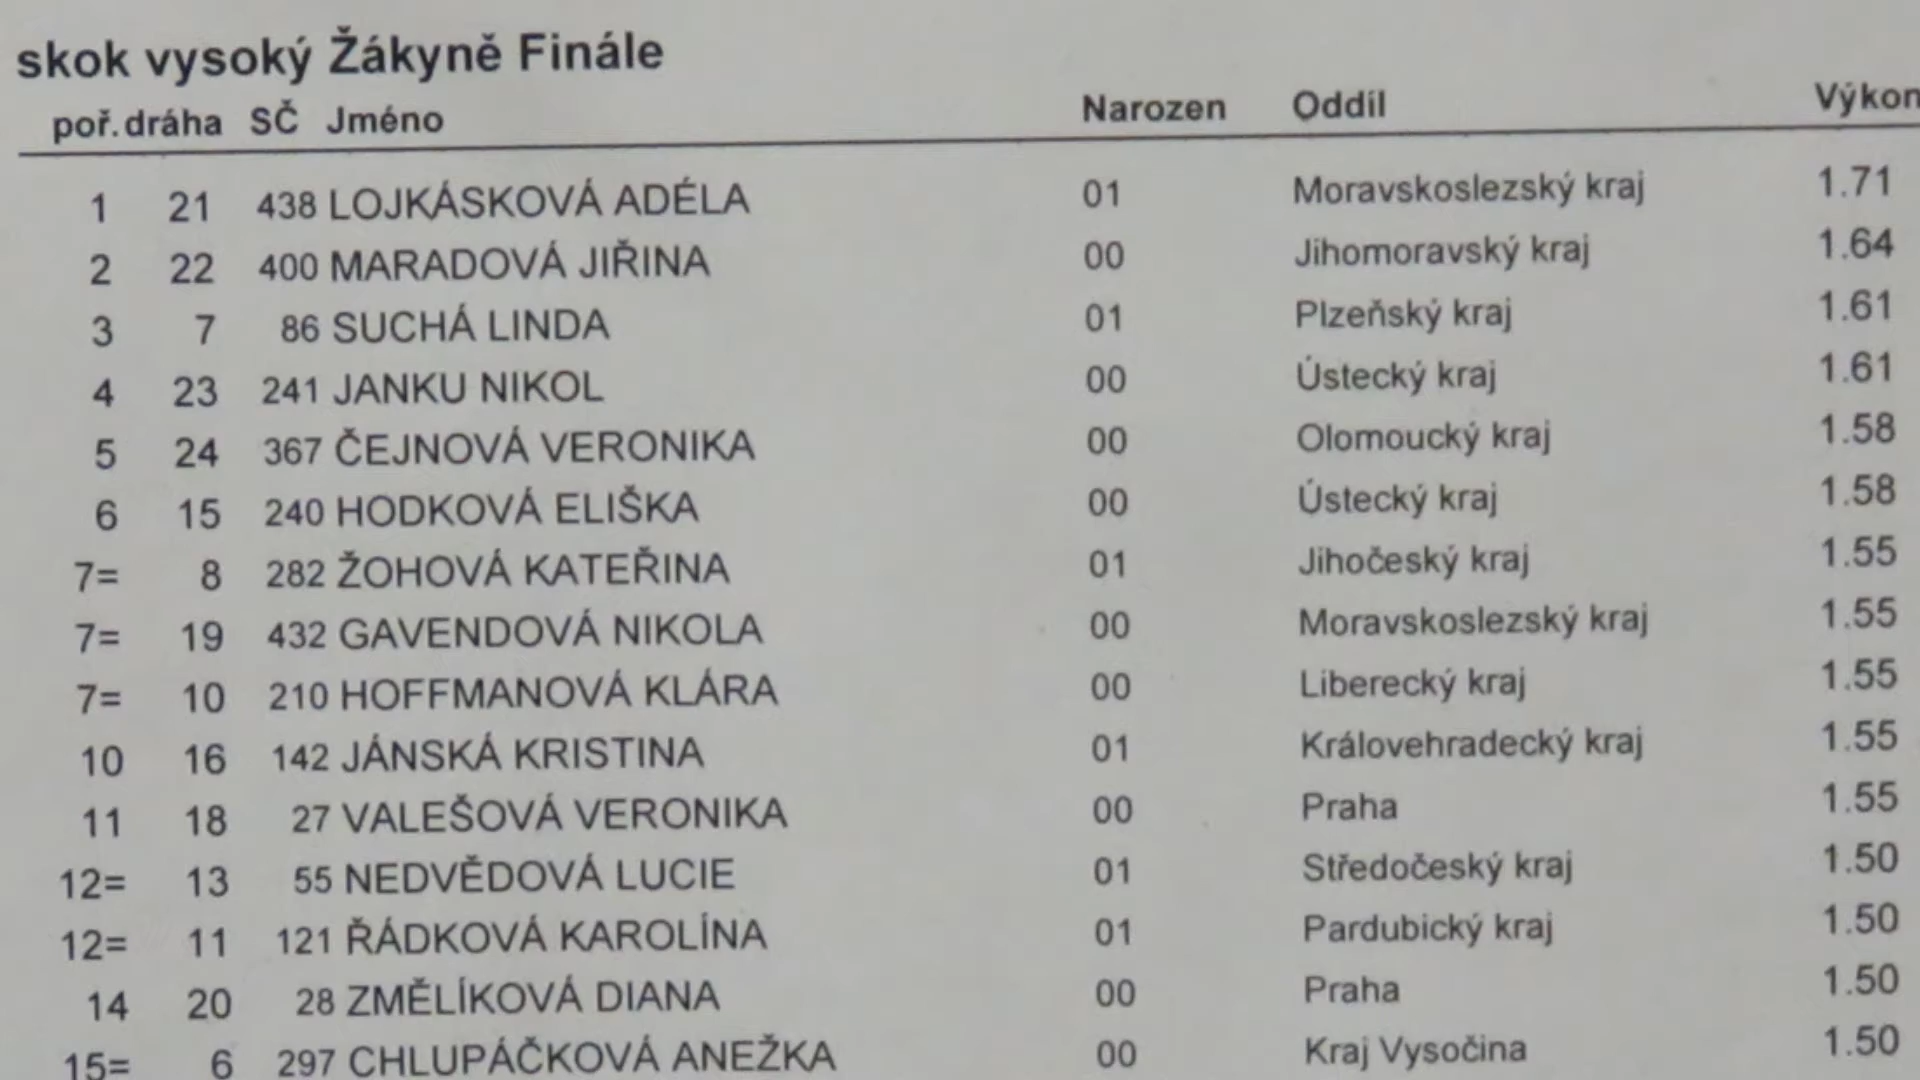 skok vysoký Žákyně Finále
poř. dráha SČ Jméno Narozen Oddíl Výkon
1 21 438 LOJKÁSKOVÁ ADÉLA 01 Moravskoslezský kraj 1.71
2 22 400 MARADOVÁ JIŘINA 00 Jihomoravský kraj 1.64
3 7 86 SUCHÁ LINDA 01 Plzeňský kraj 1.61
4 23 241 JANKU NIKOL 00 Ústecký kraj 1.61
5 24 367 ČEJNOVÁ VERONIKA 00 Olomoucký kraj 1.58
6 15 240 HODKOVÁ ELIŠKA 00 Ústecký kraj 1.58
7= 8 282 ŽOHOVÁ KATEŘINA 01 Jihočeský kraj 1.55
7= 19 432 GAVENDOVÁ NIKOLA 00 Moravskoslezský kraj 1.55
7= 10 210 HOFFMANOVÁ KLÁRA 00 Liberecký kraj 1.55
10 16 142 JÁNSKÁ KRISTINA 01 Královehradecký kraj 1.55
11 18 27 VALEŠOVÁ VERONIKA 00 Praha 1.55
12= 13 55 NEDVĚDOVÁ LUCIE 01 Středočeský kraj 1.50
12= 11 121 ŘÁDKOVÁ KAROLÍNA 01 Pardubický kraj 1.50
14 20 28 ZMĚLÍKOVÁ DIANA 00 Praha 1.50
15= 6 297 CHLUPÁČKOVÁ ANEŽKA 00 Kraj Vysočina 1.50